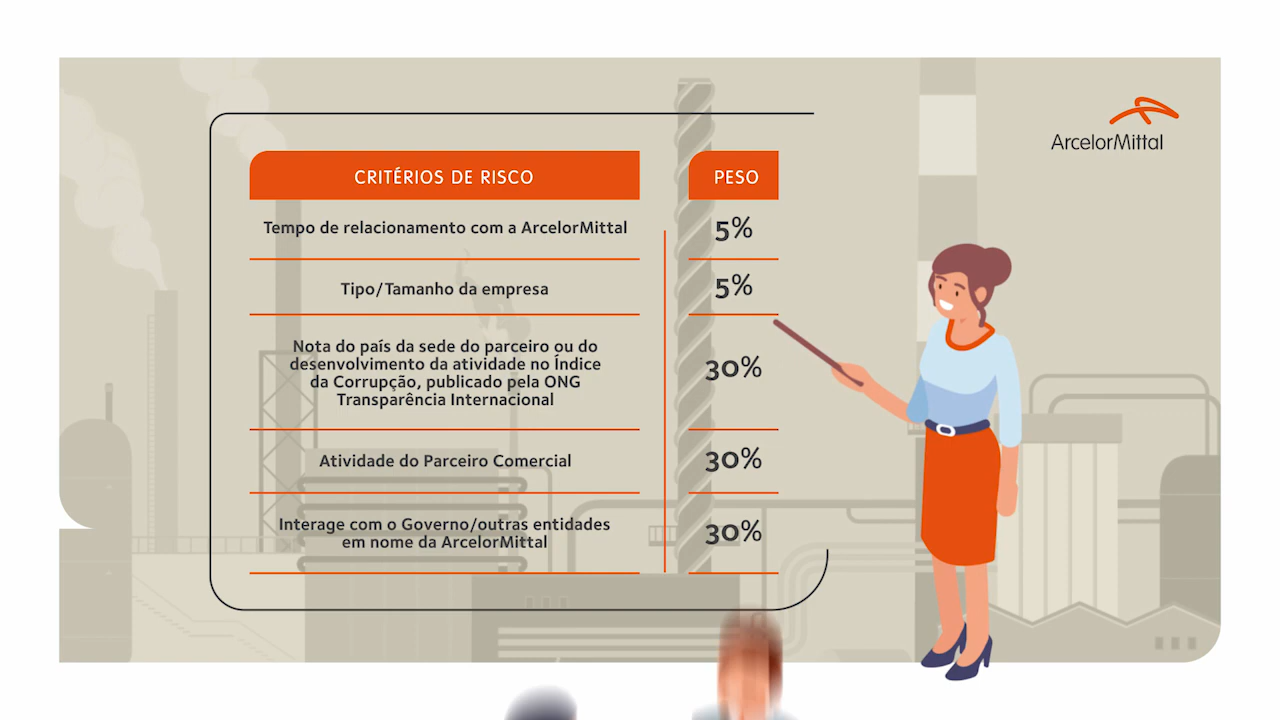 ArcelorMittal
CRITÉRIOS DE RISCO
PESO
Tempo de relacionamento com a ArcelorMittal
5%
Tipo/Tamanho da empresa
5%
Nota do país da sede do parceiro ou do
desenvolvimento da atividade no Índice
da Corrupção, publicado pela ONG
Transparência Internacional
30%
Atividade do Parceiro Comercial
30%
Interage com o Governo/outras entidades
em nome da ArcelorMittal
30%